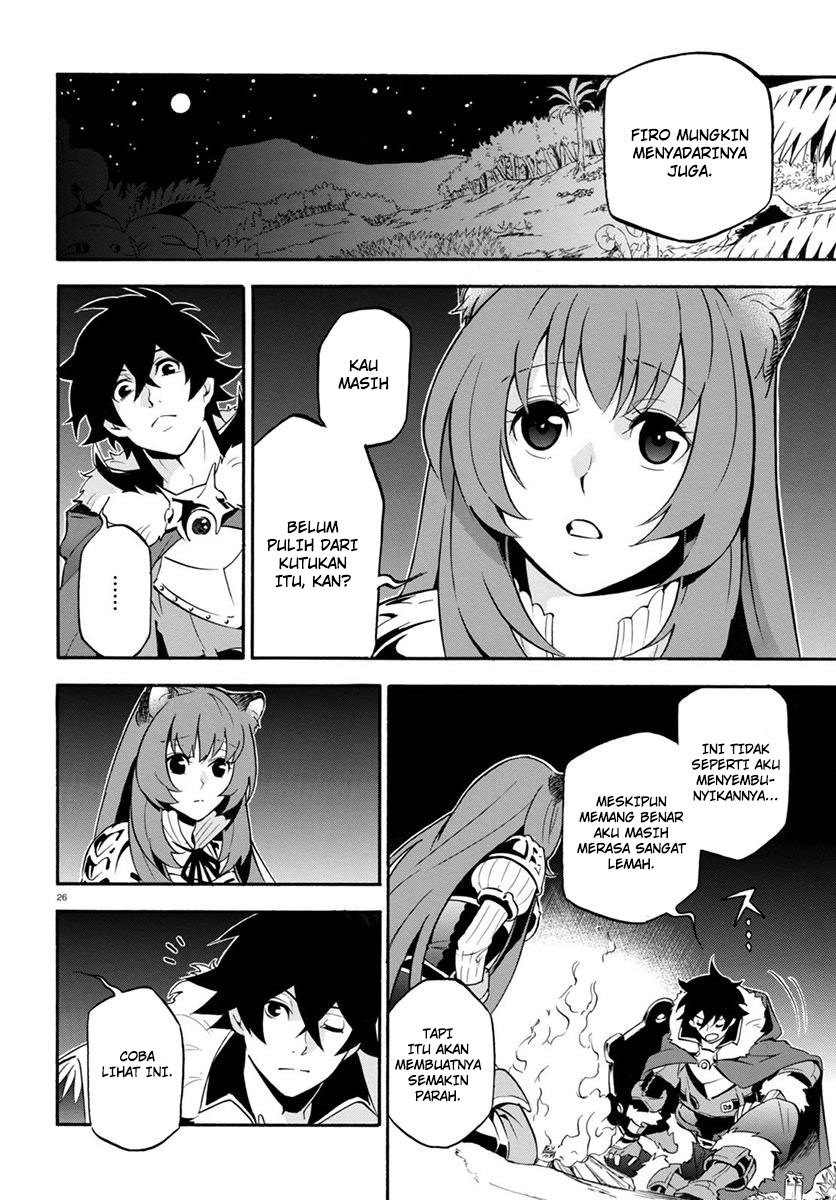 FIRO MUNGKIN
MENYADARINYA
JUGA.
KAU
MASIH
BELUM
PULIH DARI
KUTUKAN
ITU, KAN?
......
INI TIDAK
SEPERTI AKU
MENYEMBU-
NYIKANNYA...
MESKIPUN
MEMANG BENAR
AKU MASIH
MERASA SANGAT
LEMAH.
ス...
TAPI
ITU AKAN
MEMBUATNYA
SEMAKIN
PARAH.
26
COBA
LIHAT INI.